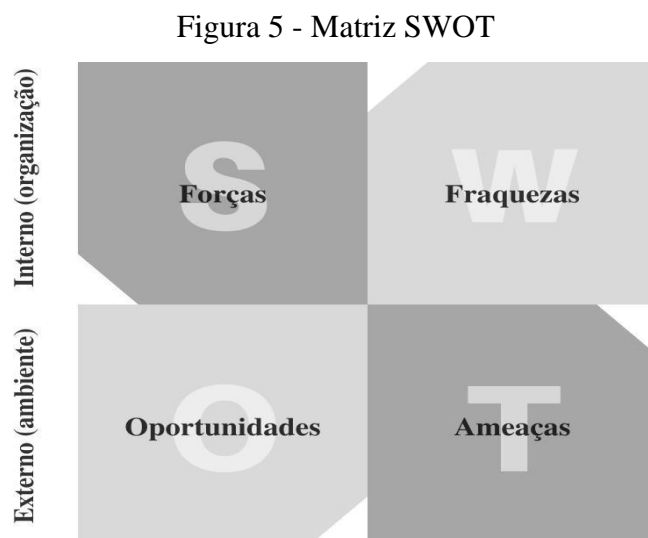 Figura 5 - Matriz SWOT
Interno (organização)
S
Forças
W
Fraquezas
Externo (ambiente)
O
Oportunidades
T
Ameaças